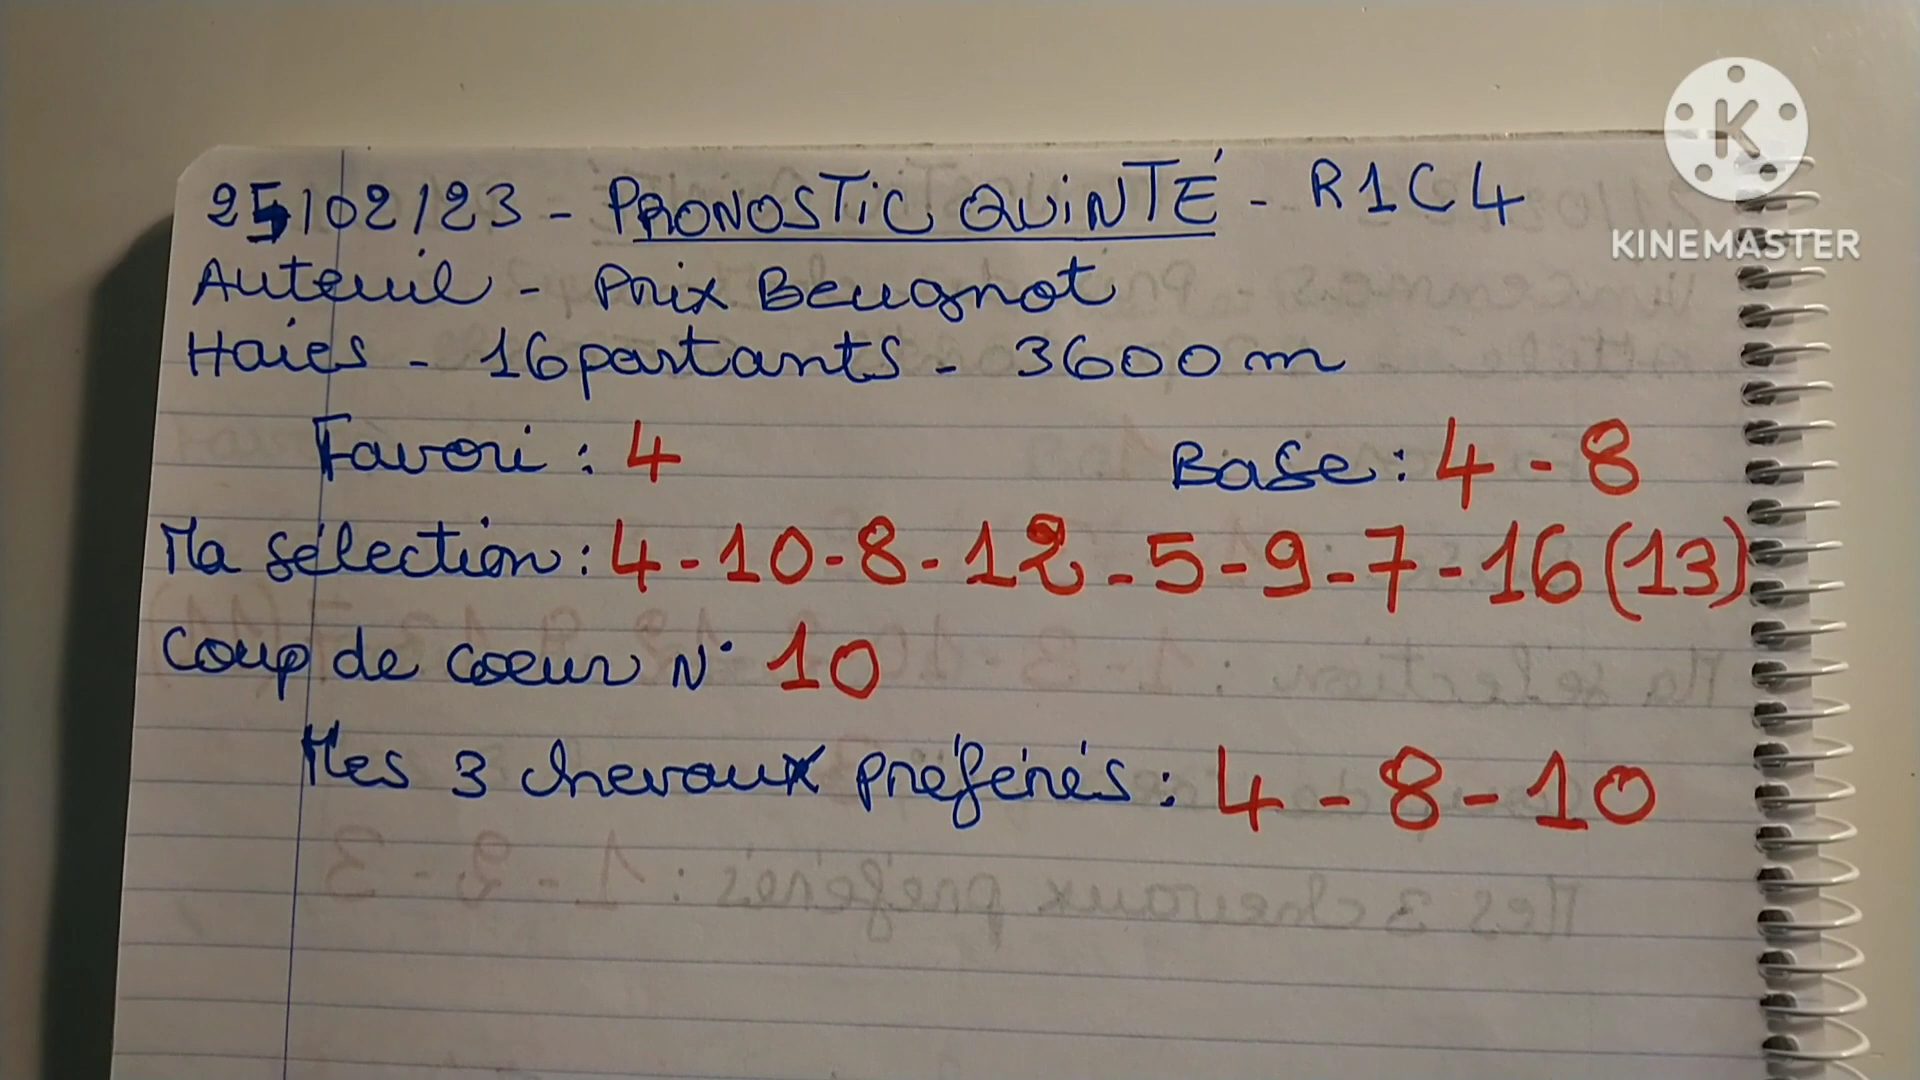 25/02/23 - PRONOSTIC QUINTÉ - R1C4
Auteuil - Prix Beugnot
Haies - 16 partants - 3600 m
Favori : 4 Base : 4 - 8
Ma sélection : 4 - 10 - 8 - 12 - 5 - 9 - 7 - 16 (13)
Coup de coeur N° 10
Mes 3 chevaux préférés : 4 - 8 - 10
K
KINEMASTER